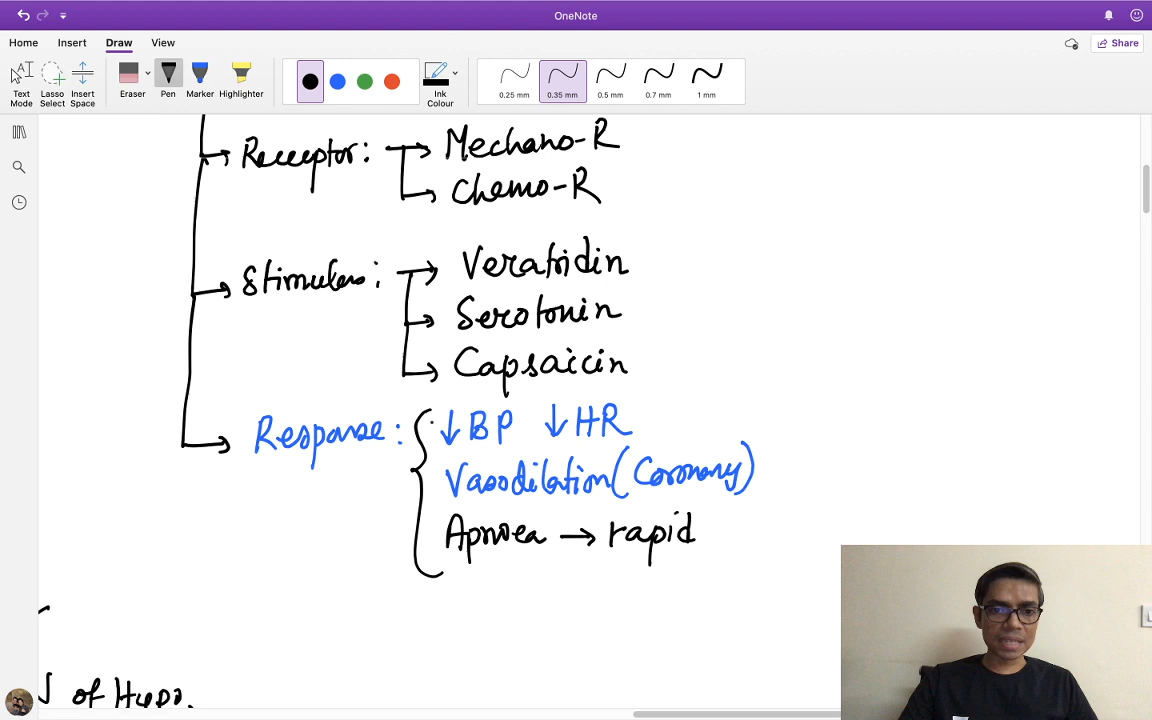 OneNote
Home Insert Draw View
Share
Text Mode
Lasso Select
Insert Space
Eraser
Pen
Marker
Highlighter
Ink Colour
0.25 mm
0.35 mm
0.5 mm
0.7 mm
1 mm
Receptor: → Mechano-R
→ Chemo-R
Stimulus: → Veratridin
→ Serotonin
→ Capsaicin
→ Response: ↓BP ↓HR
Vasodilation (Coronary)
Apnoea → rapid
of Hypo.